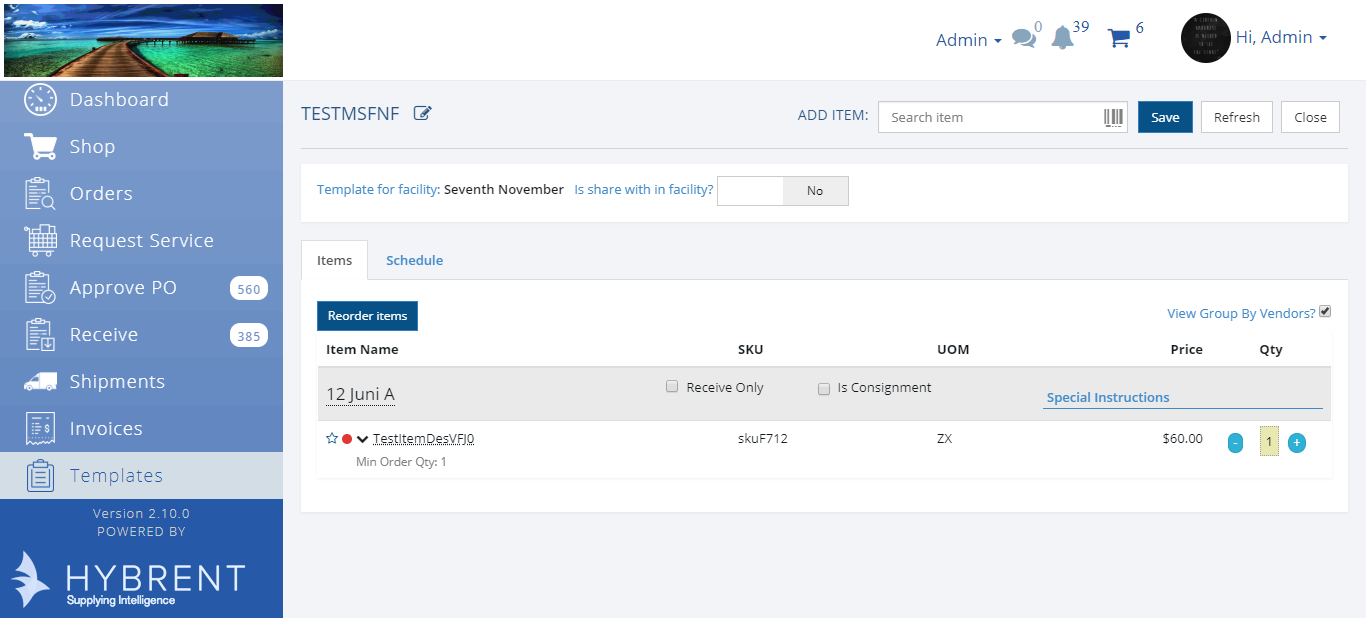 Admin
0
39
6
Hi, Admin
Dashboard
Shop
Orders
Request Service
Approve PO 560
Receive 385
Shipments
Invoices
Templates
Version 2.10.0
POWERED BY
HYBRENT
Supplying Intelligence
TESTMSFNF
ADD ITEM: Search item Save Refresh Close
Template for facility: Seventh November Is share with in facility? No
Items Schedule
Reorder items View Group By Vendors?
Item Name SKU UOM Price Qty
12 Juni A Receive Only Is Consignment Special Instructions
TestItemDesVFJ0 skuF712 ZX $60.00 - 1 +
Min Order Qty: 1